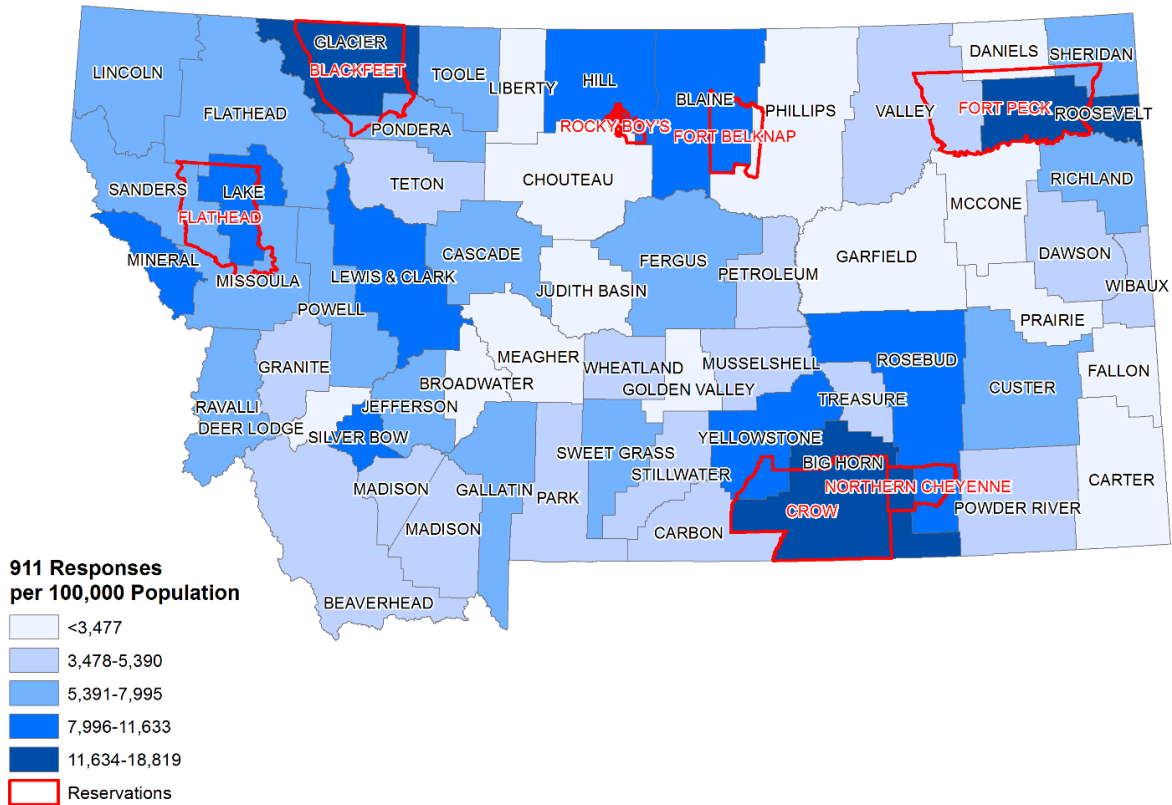 DANIELS
SHERIDAN
GLACIER
BLACKFEET
LINCOLN
TOOLE
LIBERTY
HILL
BLAINE
PHILLIPS
VALLEY
FORT PECK
ROOSEVELT
FLATHEAD
PONDERA
ROCKY BOY'S
FORT BELKNAP
TETON
CHOUTEAU
SANDERS
LAKE
RICHLAND
MCCONE
FLATHEAD
MINERAL
MISSOULA
LEWIS & CLARK
CASCADE
FERGUS
PETROLEUM
GARFIELD
DAWSON
WIBAUX
JUDITH BASIN
POWELL
PRAIRIE
GRANITE
BROADWATER
MEAGHER
WHEATLAND
GOLDEN VALLEY
MUSSELSHELL
ROSEBUD
TREASURE
CUSTER
FALLON
RAVALLI
DEER LODGE
JEFFERSON
SILVER BOW
YELLOWSTONE
SWEET GRASS
STILLWATER
BIG HORN
NORTHERN CHEYENNE
CROW
CARTER
MADISON
GALLATIN
PARK
MADISON
CARBON
POWDER RIVER
BEAVERHEAD
911 Responses
per 100,000 Population
<3,477
3,478-5,390
5,391-7,995
7,996-11,633
11,634-18,819
Reservations